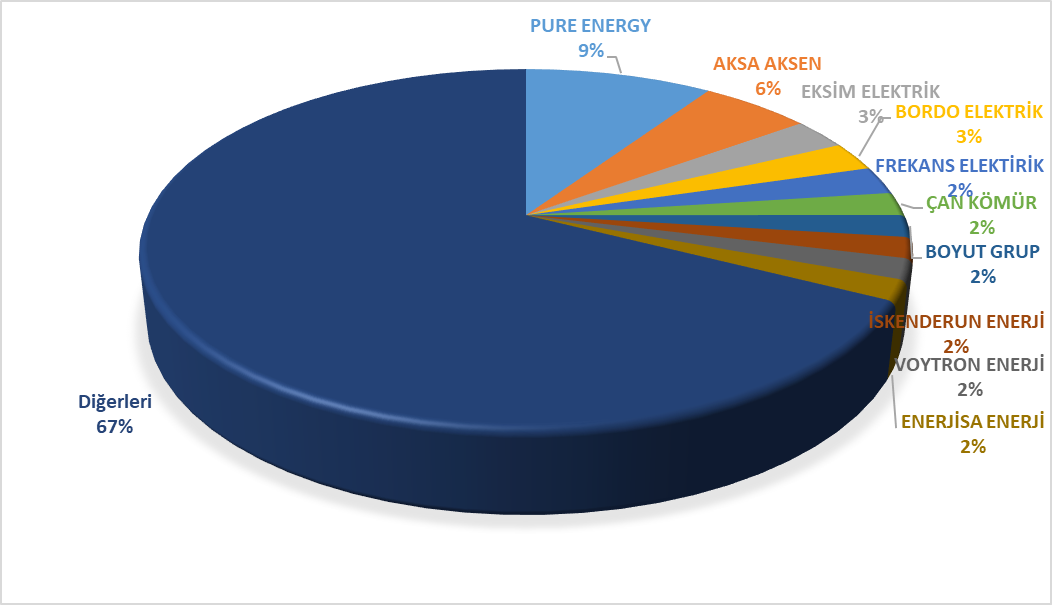 PURE ENERGY
9%
AKSA AKSEN
6%
EKSİM ELEKTRİK
3%
BORDO ELEKTRİK
3%
FREKANS ELEKTİRİK
2%
ÇAN KÖMÜR
2%
BOYUT GRUP
2%
İSKENDERUN ENERJİ
2%
VOYTRON ENERJİ
2%
ENERJİSA ENERJİ
2%
Diğerleri
67%